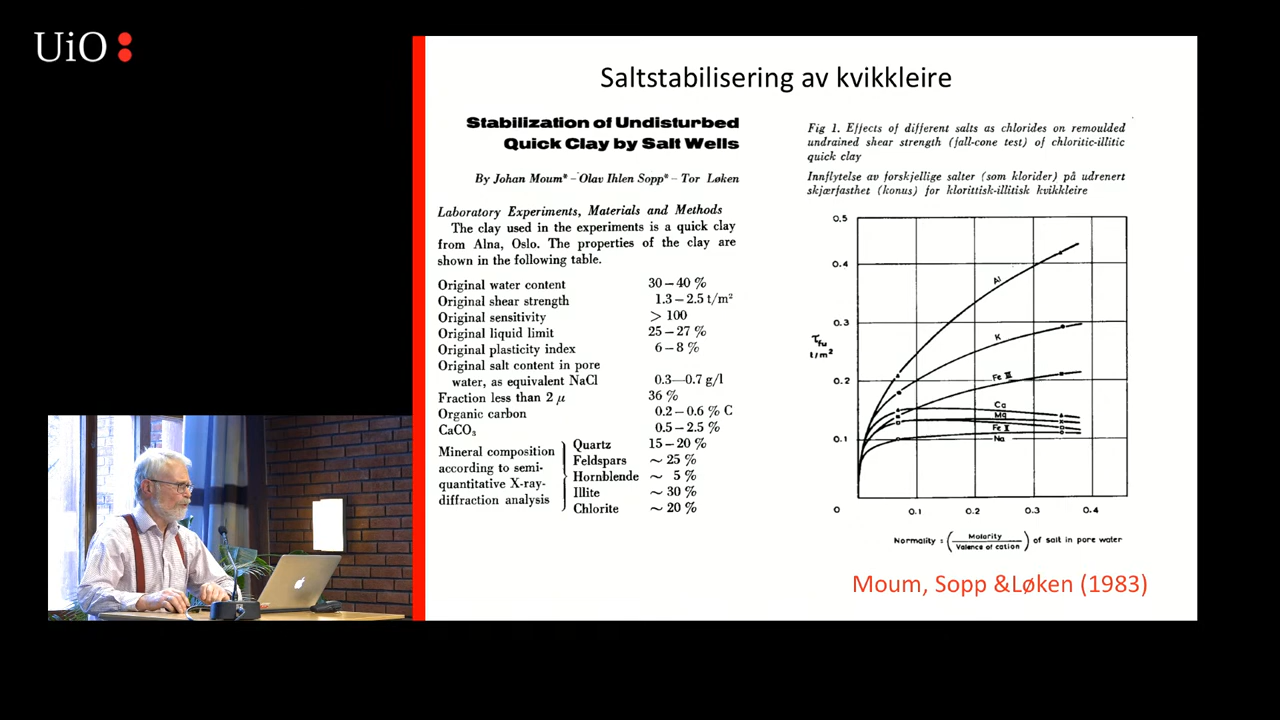 UiO
Saltstabilisering av kvikkleire
Stabilization of Undisturbed
Quick Clay by Salt Wells
By Johan Moum* – Olav Ihlen Sopp* – Tor Løken
Laboratory Experiments, Materials and Methods
The clay used in the experiments is a quick clay
from Alna, Oslo. The properties of the clay are
shown in the following table.
Original water content 30–40 %
Original shear strength 1.3–2.5 t/m²
Original sensitivity > 100
Original liquid limit 25–27 %
Original plasticity index 6–8 %
Original salt content in pore
water, as equivalent NaCl 0.3—0.7 g/l
Fraction less than 2 μ 36 %
Organic carbon 0.2–0.6 % C
CaCO₃ 0.5–2.5 %
Mineral composition
according to semi-
quantitative X-ray-
diffraction analysis
Quartz 15–20 %
Feldspars ~ 25 %
Hornblende ~ 5 %
Illite ~ 30 %
Chlorite ~ 20 %
Fig 1. Effects of different salts as chlorides on remoulded
undrained shear strength (fall-cone test) of chloritic-illitic
quick clay
Innflytelse av forskjellige salter (som klorider) på udrenert
skjærfasthet (konus) for klorittisk-illitisk kvikkleire
0.5
0.4
0.3
τfu
t/m²
0.2
0.1
0
Al
K
Fe III
Ca
Mg
Fe II
Na
0.1 0.2 0.3 0.4
Normality = (Molarity / Valence of cation) of salt in pore water
Moum, Sopp &Løken (1983)